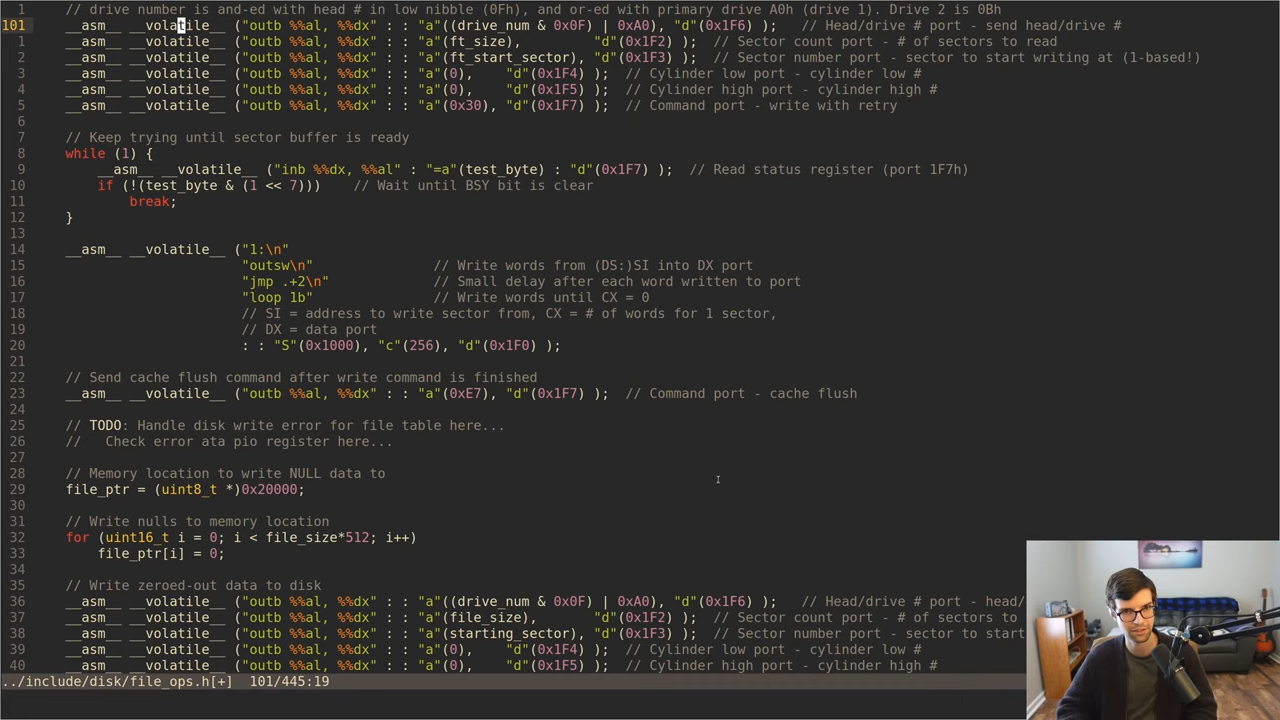 1 // drive number is and-ed with head # in low nibble (0Fh), and or-ed with primary drive A0h (drive 1). Drive 2 is 0Bh
101 __asm__ __volatile__ ("outb %%al, %%dx" : : "a"((drive_num & 0x0F) | 0xA0), "d"(0x1F6) ); // Head/drive # port - send head/drive #
1 __asm__ __volatile__ ("outb %%al, %%dx" : : "a"(ft_size), "d"(0x1F2) ); // Sector count port - # of sectors to read
2 __asm__ __volatile__ ("outb %%al, %%dx" : : "a"(ft_start_sector), "d"(0x1F3) ); // Sector number port - sector to start writing at (1-based!)
3 __asm__ __volatile__ ("outb %%al, %%dx" : : "a"(0), "d"(0x1F4) ); // Cylinder low port - cylinder low #
4 __asm__ __volatile__ ("outb %%al, %%dx" : : "a"(0), "d"(0x1F5) ); // Cylinder high port - cylinder high #
5 __asm__ __volatile__ ("outb %%al, %%dx" : : "a"(0x30), "d"(0x1F7) ); // Command port - write with retry
6
7 // Keep trying until sector buffer is ready
8 while (1) {
9 __asm__ __volatile__ ("inb %%dx, %%al" : "=a"(test_byte) : "d"(0x1F7) ); // Read status register (port 1F7h)
10 if (!(test_byte & (1 << 7))) // Wait until BSY bit is clear
11 break;
12 }
13
14 __asm__ __volatile__ ("1:\n"
15 "outsw\n" // Write words from (DS:)SI into DX port
16 "jmp .+2\n" // Small delay after each word written to port
17 "loop 1b" // Write words until CX = 0
18 // SI = address to write sector from, CX = # of words for 1 sector,
19 // DX = data port
20 : : "S"(0x1000), "c"(256), "d"(0x1F0) );
21
22 // Send cache flush command after write command is finished
23 __asm__ __volatile__ ("outb %%al, %%dx" : : "a"(0xE7), "d"(0x1F7) ); // Command port - cache flush
24
25 // TODO: Handle disk write error for file table here...
26 // Check error ata pio register here...
27
28 // Memory location to write NULL data to
29 file_ptr = (uint8_t *)0x20000;
30
31 // Write nulls to memory location
32 for (uint16_t i = 0; i < file_size*512; i++)
33 file_ptr[i] = 0;
34
35 // Write zeroed-out data to disk
36 __asm__ __volatile__ ("outb %%al, %%dx" : : "a"((drive_num & 0x0F) | 0xA0), "d"(0x1F6) ); // Head/drive # port - head/
37 __asm__ __volatile__ ("outb %%al, %%dx" : : "a"(file_size), "d"(0x1F2) ); // Sector count port - # of sectors to
38 __asm__ __volatile__ ("outb %%al, %%dx" : : "a"(starting_sector), "d"(0x1F3) ); // Sector number port - sector to start
39 __asm__ __volatile__ ("outb %%al, %%dx" : : "a"(0), "d"(0x1F4) ); // Cylinder low port - cylinder low #
40 __asm__ __volatile__ ("outb %%al, %%dx" : : "a"(0), "d"(0x1F5) ); // Cylinder high port - cylinder high #
../include/disk/file_ops.h[+] 101/445:19